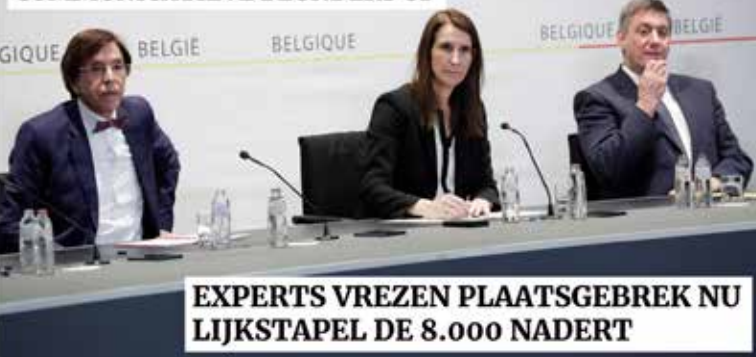 GIQUE
BELGIË
BELGIQUE
BELGIQUE
BELGIË
EXPERTS VREZEN PLAATSGEBREK NU
LIJKSTAPEL DE 8.000 NADERT